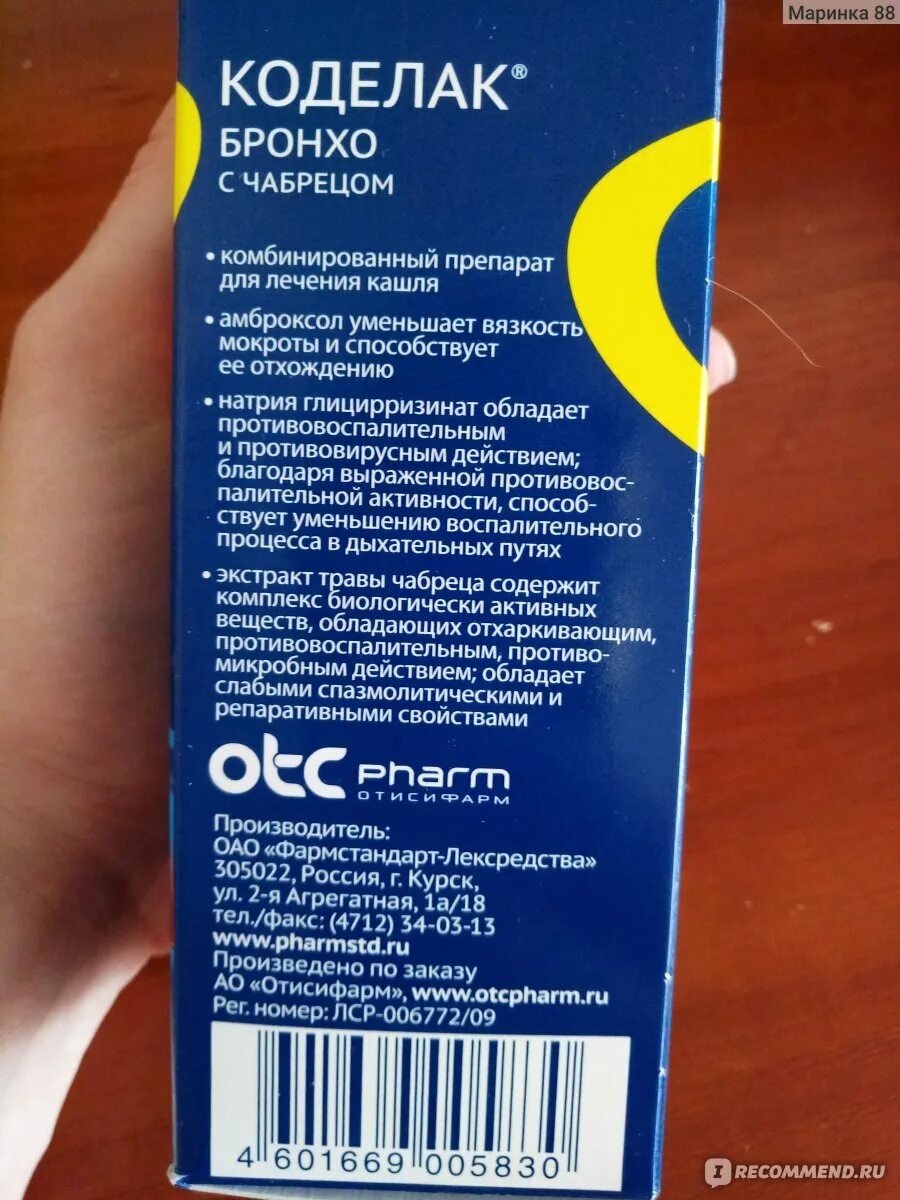 Маринка 88
КОДЕЛАК®
БРОНХО
С ЧАБРЕЦОМ
• комбинированный препарат
для лечения кашля
• амброксол уменьшает вязкость
мокроты и способствует
ее отхождению
• натрия глицирризинат обладает
противовоспалительным
и противовирусным действием;
благодаря выраженной противовос-
палительной активности, способ-
ствует уменьшению воспалительного
процесса в дыхательных путях
• экстракт травы чабреца содержит
комплекс биологически активных
веществ, обладающих отхаркивающим,
противовоспалительным, противо-
микробным действием; обладает
слабыми спазмолитическими и
репаративными свойствами
otc pharm
ОТИСИФАРМ
Производитель:
ОАО «Фармстандарт-Лексредства»
305022, Россия, г. Курск,
ул. 2-я Агрегатная, 1а/18
тел./факс: (4712) 34-03-13
www.pharmstd.ru
Произведено по заказу
АО «Отисифарм», www.otcpharm.ru
Рег. номер: ЛСР-006772/09
4 601669 005830
IRECOMMEND.RU